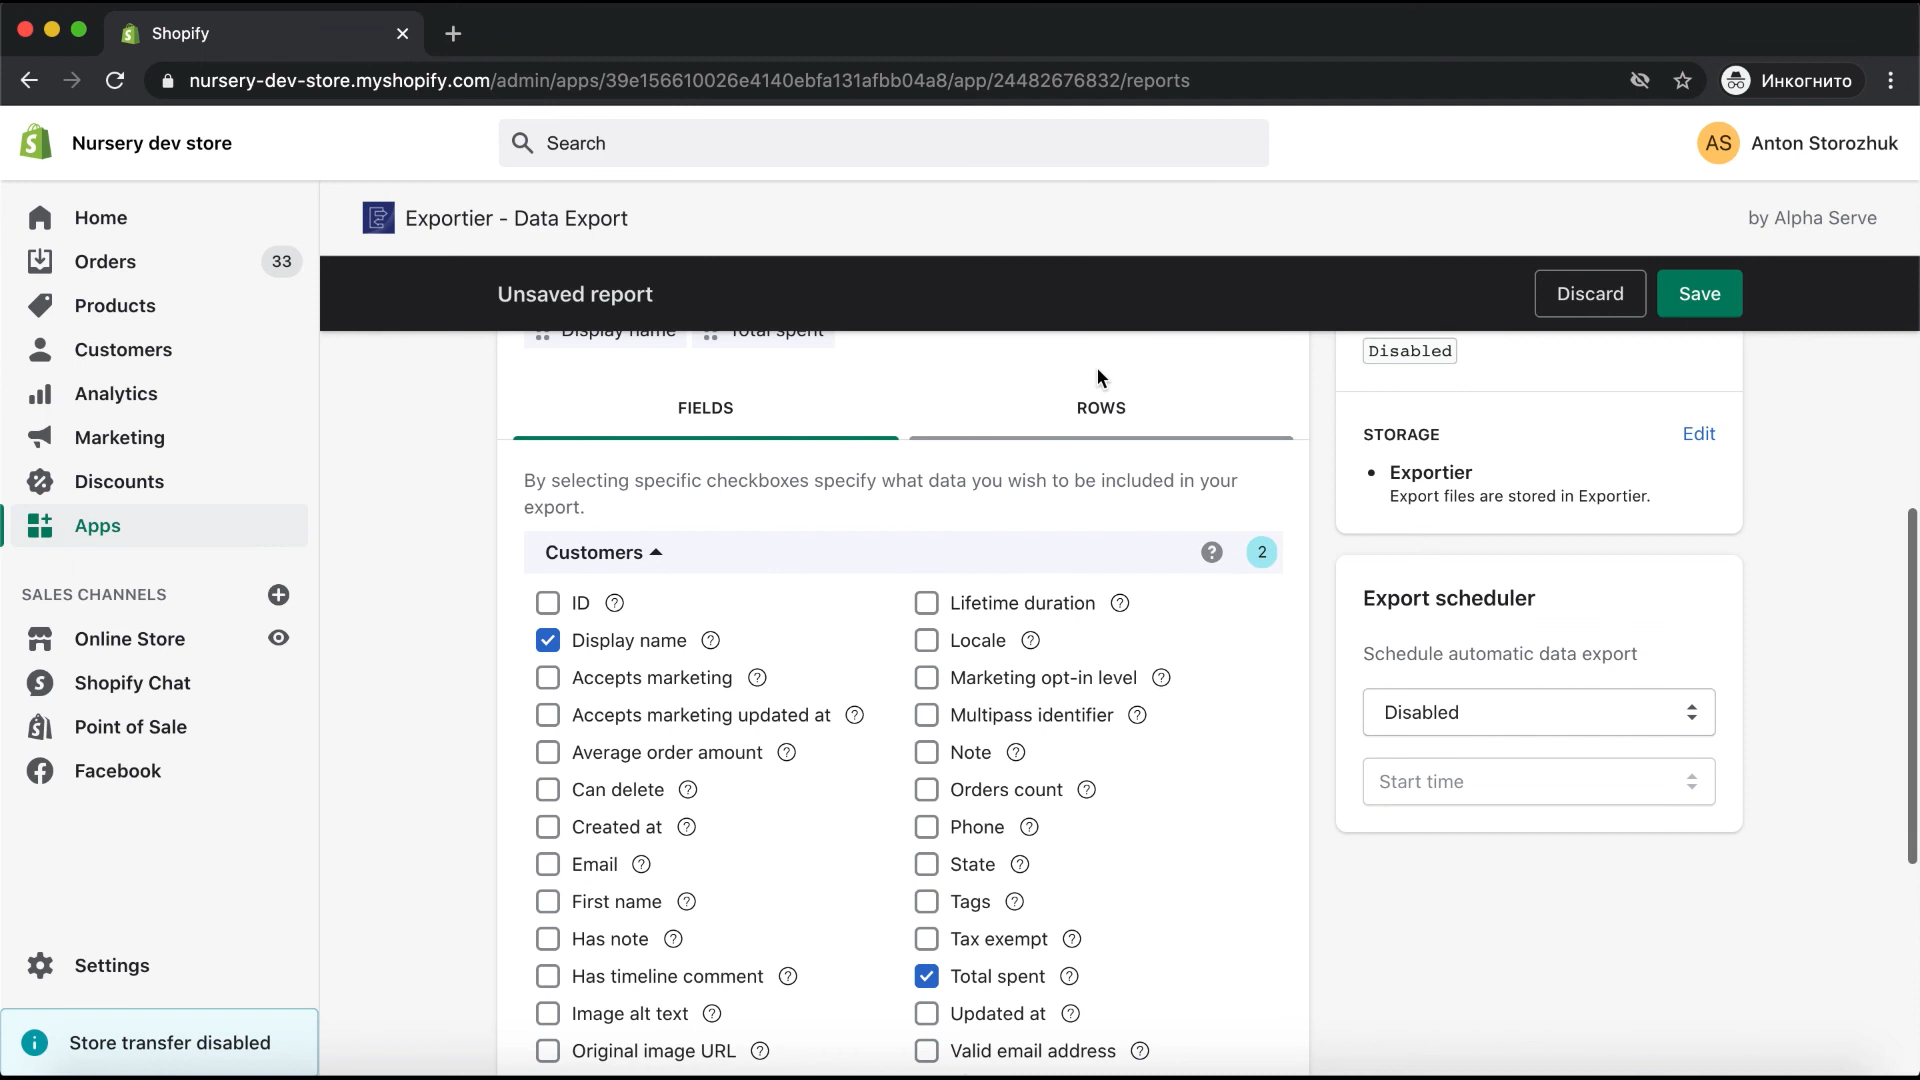 Shopify
nursery-dev-store.myshopify.com/admin/apps/39e156610026e4140ebfa131afbb04a8/app/24482676832/reports
Инкогнито
Nursery dev store
Search
AS
Anton Storozhuk
Home
Orders
33
Products
Customers
Analytics
Marketing
Discounts
Apps
SALES CHANNELS
Online Store
Shopify Chat
Point of Sale
Facebook
Settings
Store transfer disabled
Exportier - Data Export
by Alpha Serve
Unsaved report
Discard
Save
Display name
Total spent
FIELDS
ROWS
By selecting specific checkboxes specify what data you wish to be included in your
export.
Customers
2
ID
Display name
Accepts marketing
Accepts marketing updated at
Average order amount
Can delete
Created at
Email
First name
Has note
Has timeline comment
Image alt text
Original image URL
Lifetime duration
Locale
Marketing opt-in level
Multipass identifier
Note
Orders count
Phone
State
Tags
Tax exempt
Total spent
Updated at
Valid email address
Disabled
STORAGE
Edit
Exportier
Export files are stored in Exportier.
Export scheduler
Schedule automatic data export
Disabled
Start time